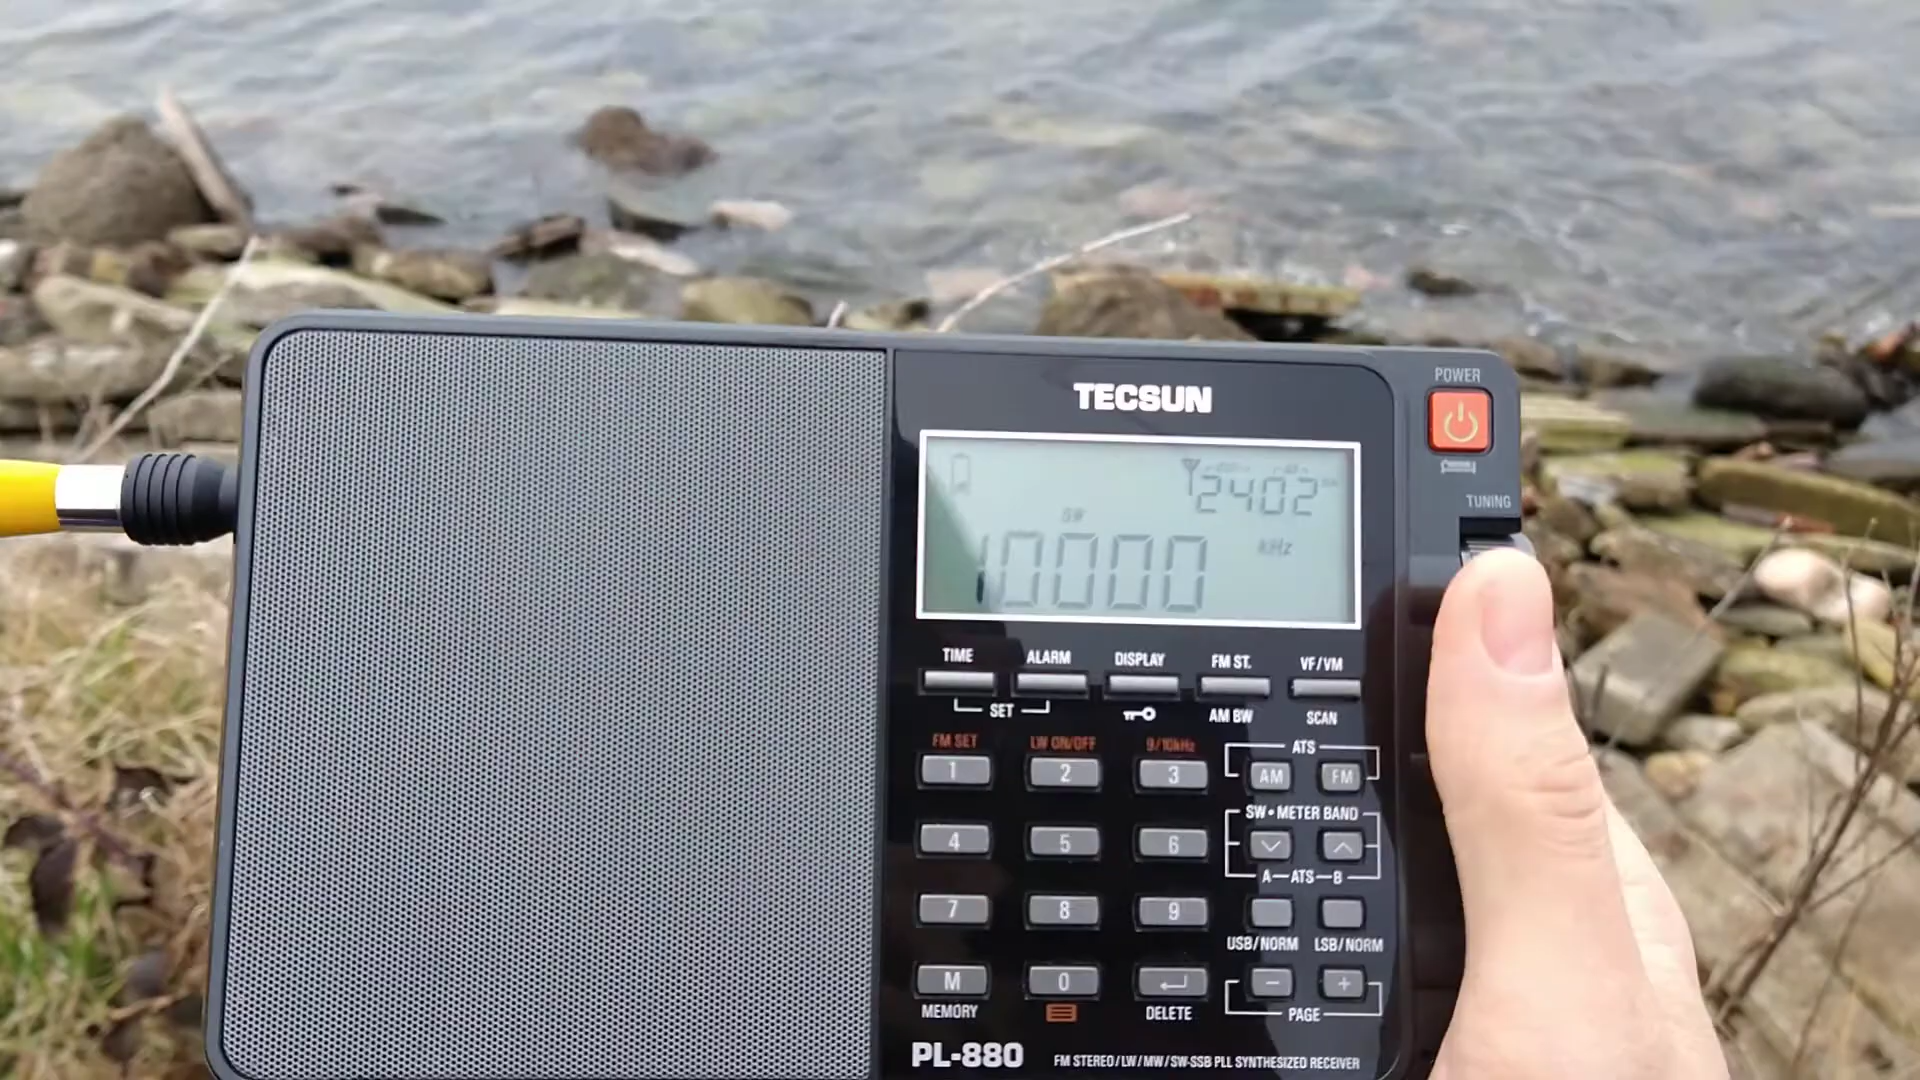 POWER
TECSUN
TUNING
2402
SW
10000 kHz
TIME ALARM DISPLAY FM ST. VF/VM
SET AM BW SCAN
FM SET LW ON/OFF 9/10kHz ATS
1 2 3 AM FM
SW•METER BAND
4 5 6
A—ATS—B
7 8 9
USB/NORM LSB/NORM
M 0 - +
MEMORY DELETE PAGE
PL-880 FM STEREO/LW/MW/SW-SSB PLL SYNTHESIZED RECEIVER